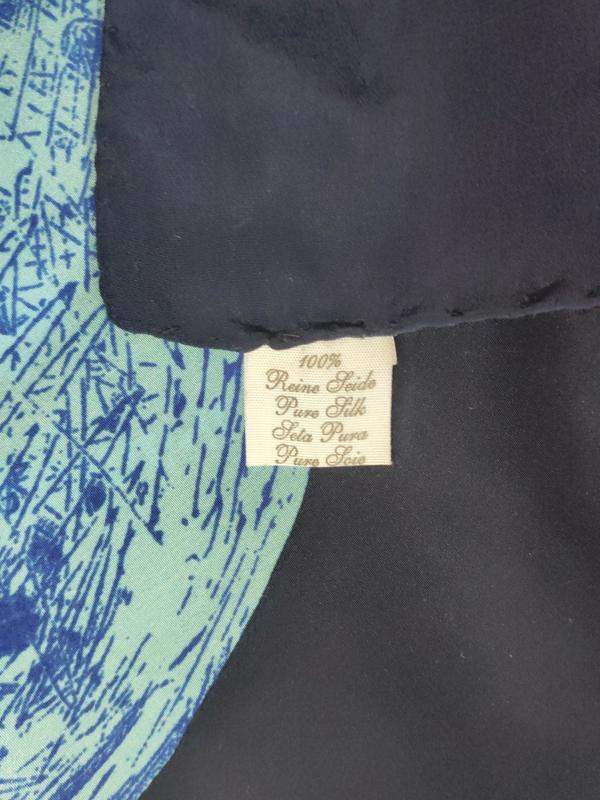 100%
Reine Seide
Pure Silk
Seta Pura
Pure Soie